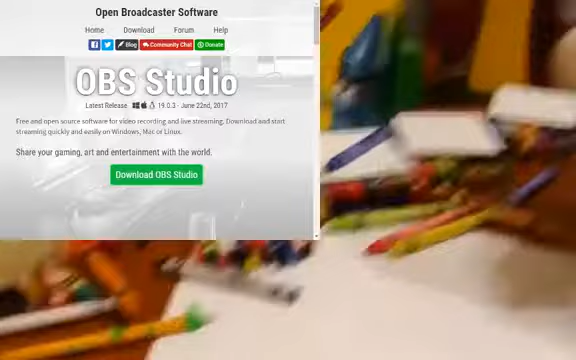 Open Broadcaster Software
Home Download Forum Help
Blog Community Chat Donate
OBS Studio
Latest Release 19.0.3 - June 22nd, 2017
Free and open source software for video recording and live streaming. Download and start
streaming quickly and easily on Windows, Mac or Linux.
Share your gaming, art and entertainment with the world.
Download OBS Studio